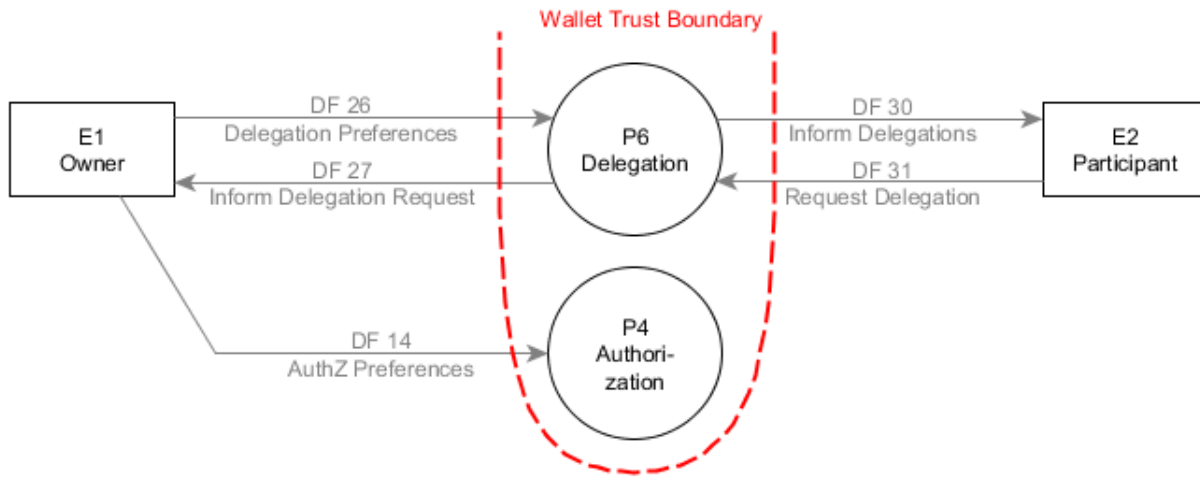 Wallet Trust Boundary
E1
Owner
DF 26
Delegation Preferences
DF 27
Inform Delegation Request
P6
Delegation
DF 30
Inform Delegations
DF 31
Request Delegation
E2
Participant
DF 14
AuthZ Preferences
P4
Authori-
zation